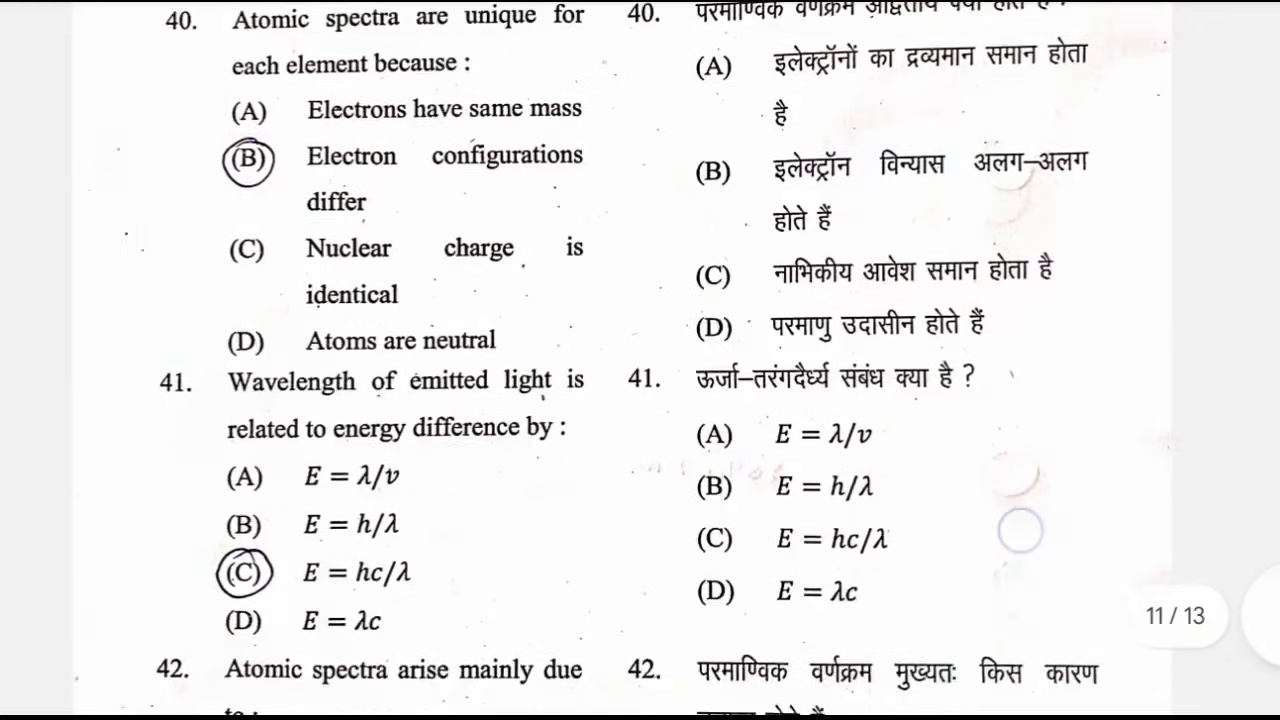 40. Atomic spectra are unique for
each element because :
(A) Electrons have same mass
(B) Electron configurations
differ
(C) Nuclear charge is
identical
(D) Atoms are neutral
41. Wavelength of emitted light is
related to energy difference by :
(A) E = λ/v
(B) E = h/λ
(C) E = hc/λ
(D) E = λc
42. Atomic spectra arise mainly due
to :
40. परमाण्विक वर्णक्रम अद्वितीय क्यों होते हैं ?
(A) इलेक्ट्रॉनों का द्रव्यमान समान होता
है
(B) इलेक्ट्रॉन विन्यास अलग–अलग
होते हैं
(C) नाभिकीय आवेश समान होता है
(D) परमाणु उदासीन होते हैं
41. ऊर्जा–तरंगदैर्ध्य संबंध क्या है ?
(A) E = λ/v
(B) E = h/λ
(C) E = hc/λ
(D) E = λc
42. परमाण्विक वर्णक्रम मुख्यतः किस कारण
होते हैं
11 / 13